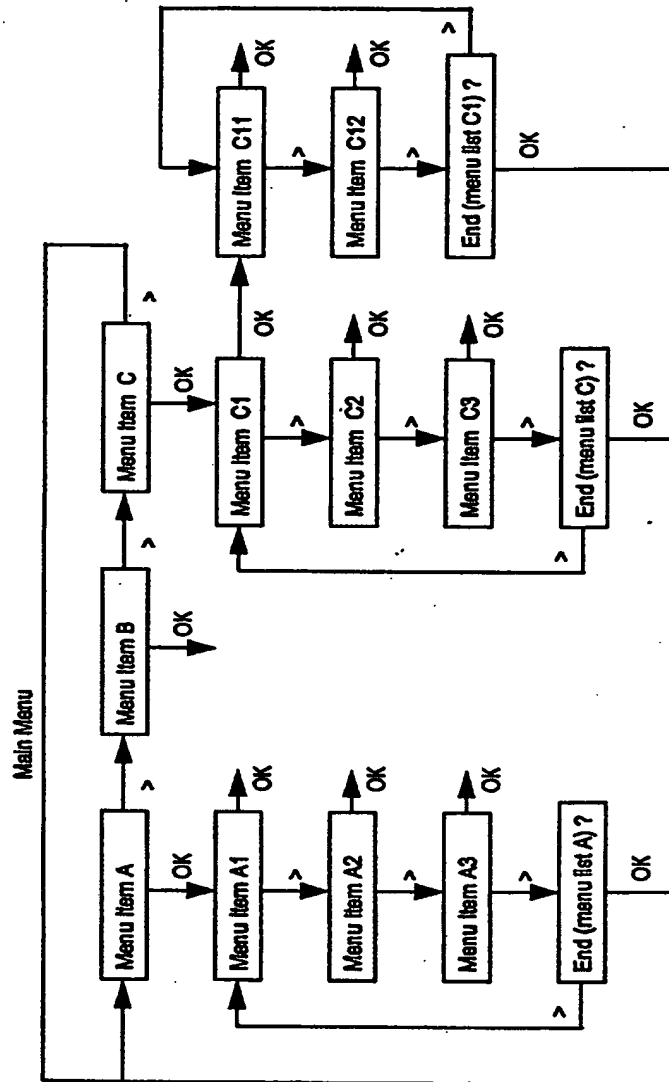 Main Menu
Menu Item A
>
OK
Menu Item B
>
OK
Menu Item C
>
OK
Menu Item A1
OK
>
Menu Item A2
OK
>
Menu Item A3
OK
>
End (menu list A) ?
>
OK
Menu Item C1
OK
>
Menu Item C2
OK
>
Menu Item C3
OK
>
End (menu list C) ?
>
OK
Menu Item C11
OK
>
Menu Item C12
OK
>
End (menu list C1) ?
>
OK